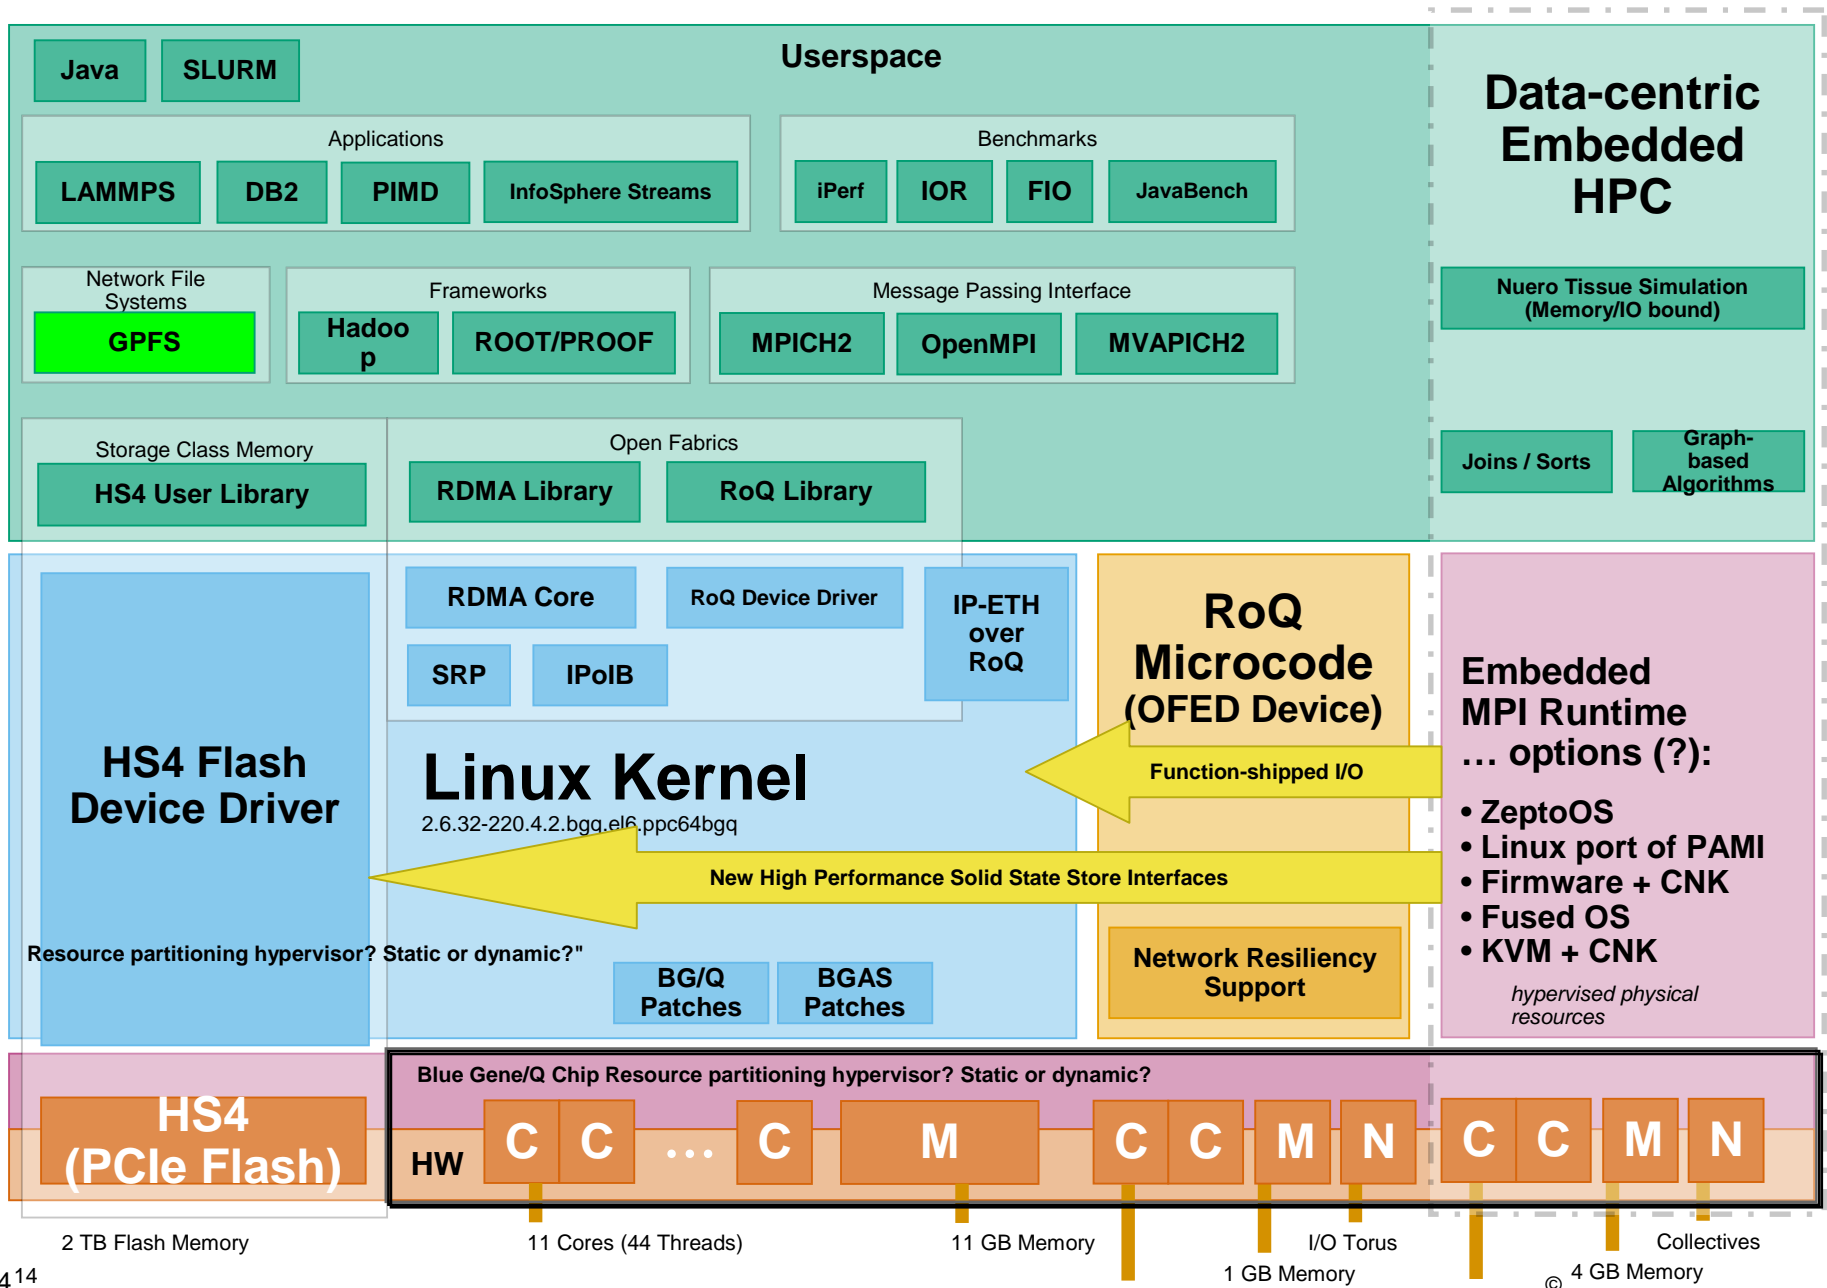 Userspace
Java
SLURM
Applications
LAMMPS
DB2
PIMD
InfoSphere Streams
Benchmarks
iPerf
IOR
FIO
JavaBench
Data-centric
Embedded
HPC
Network File
Systems
GPFS
Frameworks
Hadoo
p
ROOT/PROOF
Message Passing Interface
MPICH2
OpenMPI
MVAPICH2
Nuero Tissue Simulation
(Memory/IO bound)
Storage Class Memory
HS4 User Library
Open Fabrics
RDMA Library
RoQ Library
Joins / Sorts
Graph-
based
Algorithms
HS4 Flash
Device Driver
RDMA Core
RoQ Device Driver
IP-ETH
over
RoQ
SRP
IPoIB
Linux Kernel
2.6.32-220.4.2.bgq.el6.ppc64bgq
RoQ
Microcode
(OFED Device)
Function-shipped I/O
New High Performance Solid State Store Interfaces
Embedded
MPI Runtime
… options (?):
• ZeptoOS
• Linux port of PAMI
• Firmware + CNK
• Fused OS
• KVM + CNK
hypervised physical
resources
Resource partitioning hypervisor? Static or dynamic?"
BG/Q
Patches
BGAS
Patches
Network Resiliency
Support
Blue Gene/Q Chip Resource partitioning hypervisor? Static or dynamic?
HS4
(PCIe Flash)
HW
C C … C M C C M N C C M N
2 TB Flash Memory
11 Cores (44 Threads)
11 GB Memory
I/O Torus
Collectives
1 GB Memory
4 GB Memory
14
©